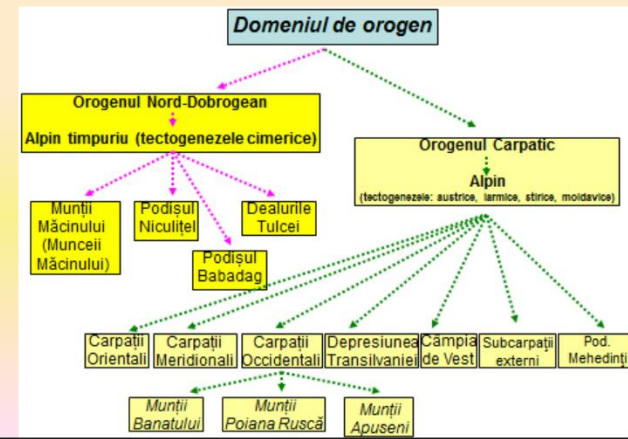 Domeniul de orogen
Orogenul Nord-Dobrogean
Alpin timpuriu (tectogenezele cimerice)
Orogenul Carpatic
Alpin
(tectogenezele: austrice, larmice, stirice, moldavice)
Munții
Măcinului
(Munceii
Măcinului)
Podișul
Niculițel
Dealurile
Tulcei
Podișul
Babadag
Carpații
Orientali
Carpații
Meridionali
Carpații
Occidentali
Depresiunea
Transilvaniei
Câmpia
de Vest
Subcarpații
externi
Pod.
Mehedinți
Munții
Banatului
Munții
Poiana Ruscă
Munții
Apuseni